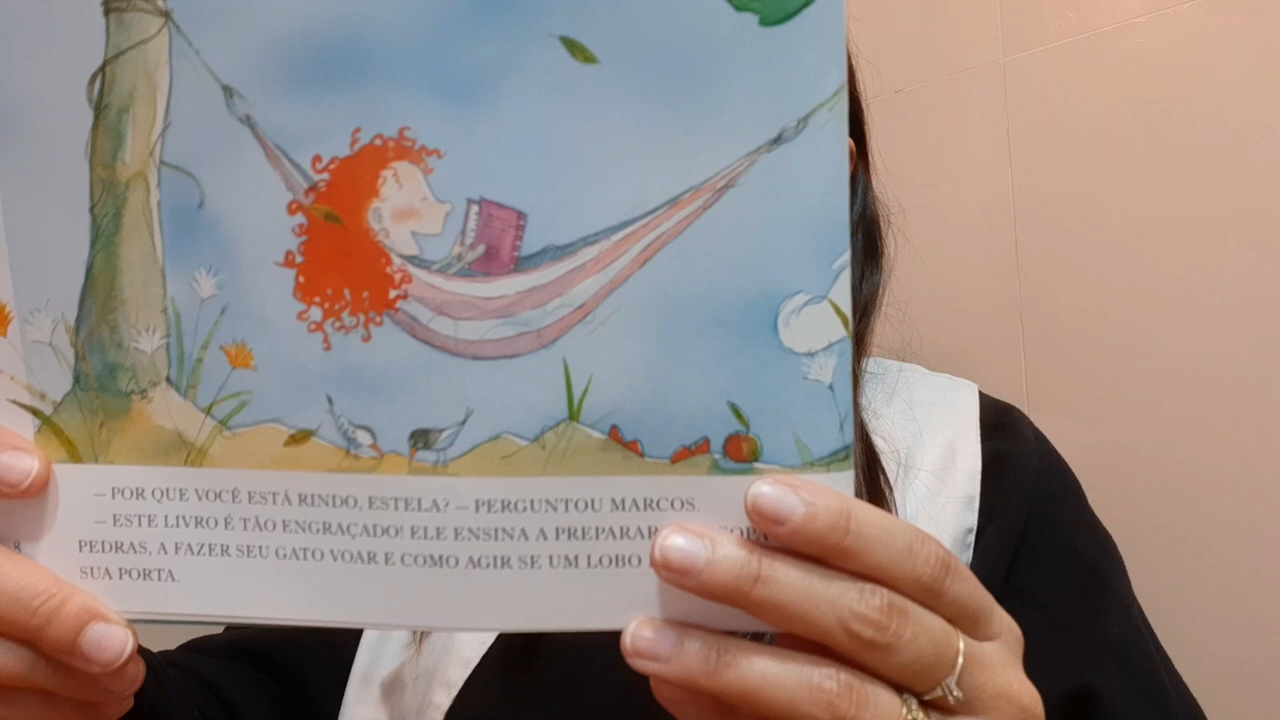 — POR QUE VOCÊ ESTÁ RINDO, ESTELA? — PERGUNTOU MARCOS.
— ESTE LIVRO É TÃO ENGRAÇADO! ELE ENSINA A PREPARAR
PEDRAS, A FAZER SEU GATO VOAR E COMO AGIR SE UM LOBO
SUA PORTA.
8